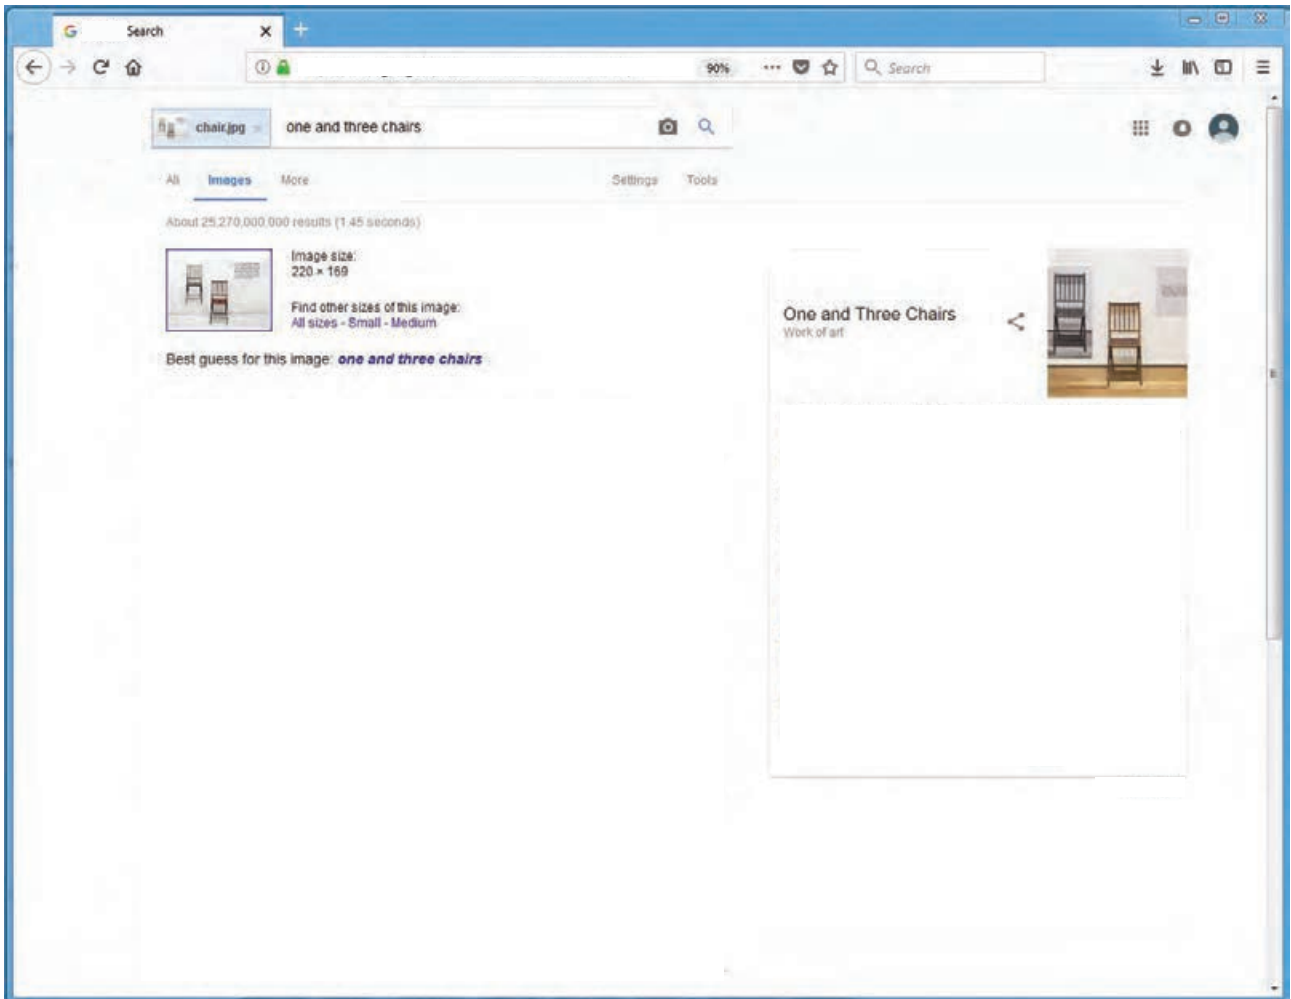 Search
90%
Search
chair.jpg
one and three chairs
All Images More Settings Tools
About 25,270,000,000 results (1.45 seconds)
Image size:
220 × 169
Find other sizes of this image:
All sizes - Small - Medium
Best guess for this image: one and three chairs
One and Three Chairs
Work of art